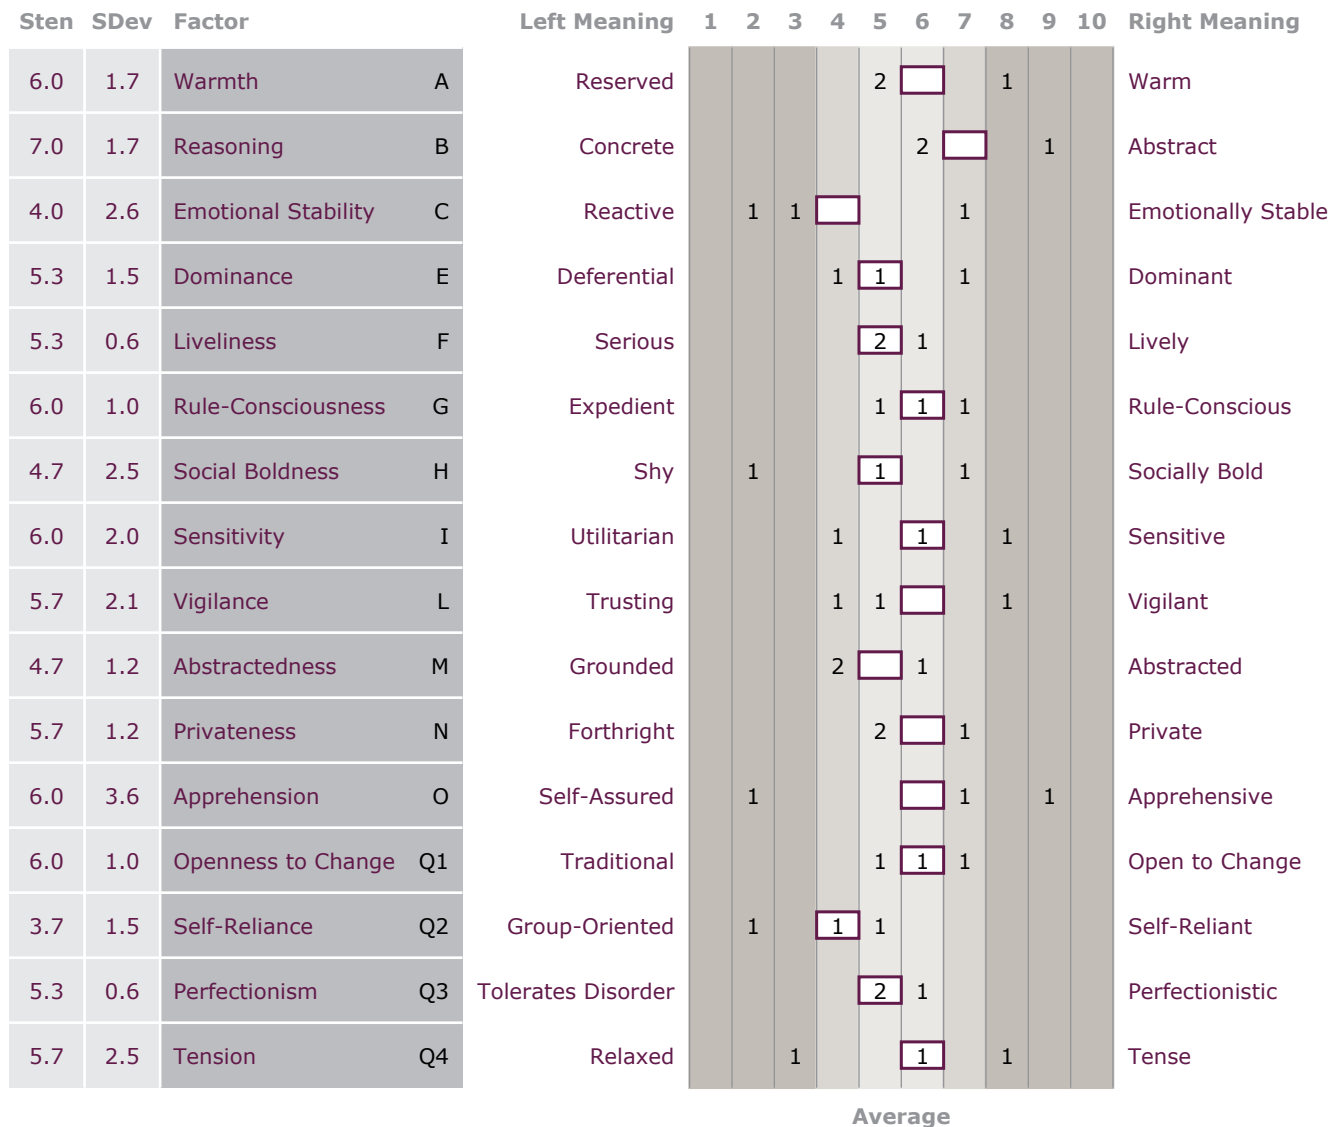 Sten SDev Factor Left Meaning 1 2 3 4 5 6 7 8 9 10 Right Meaning
6.0 1.7 Warmth A Reserved 2 1 Warm
7.0 1.7 Reasoning B Concrete 2 1 Abstract
4.0 2.6 Emotional Stability C Reactive 1 1 1 Emotionally Stable
5.3 1.5 Dominance E Deferential 1 1 1 Dominant
5.3 0.6 Liveliness F Serious 2 1 Lively
6.0 1.0 Rule-Consciousness G Expedient 1 1 1 Rule-Conscious
4.7 2.5 Social Boldness H Shy 1 1 1 Socially Bold
6.0 2.0 Sensitivity I Utilitarian 1 1 1 Sensitive
5.7 2.1 Vigilance L Trusting 1 1 1 Vigilant
4.7 1.2 Abstractedness M Grounded 2 1 Abstracted
5.7 1.2 Privateness N Forthright 2 1 Private
6.0 3.6 Apprehension O Self-Assured 1 1 1 Apprehensive
6.0 1.0 Openness to Change Q1 Traditional 1 1 1 Open to Change
3.7 1.5 Self-Reliance Q2 Group-Oriented 1 1 1 Self-Reliant
5.3 0.6 Perfectionism Q3 Tolerates Disorder 2 1 Perfectionistic
5.7 2.5 Tension Q4 Relaxed 1 1 1 Tense
Average